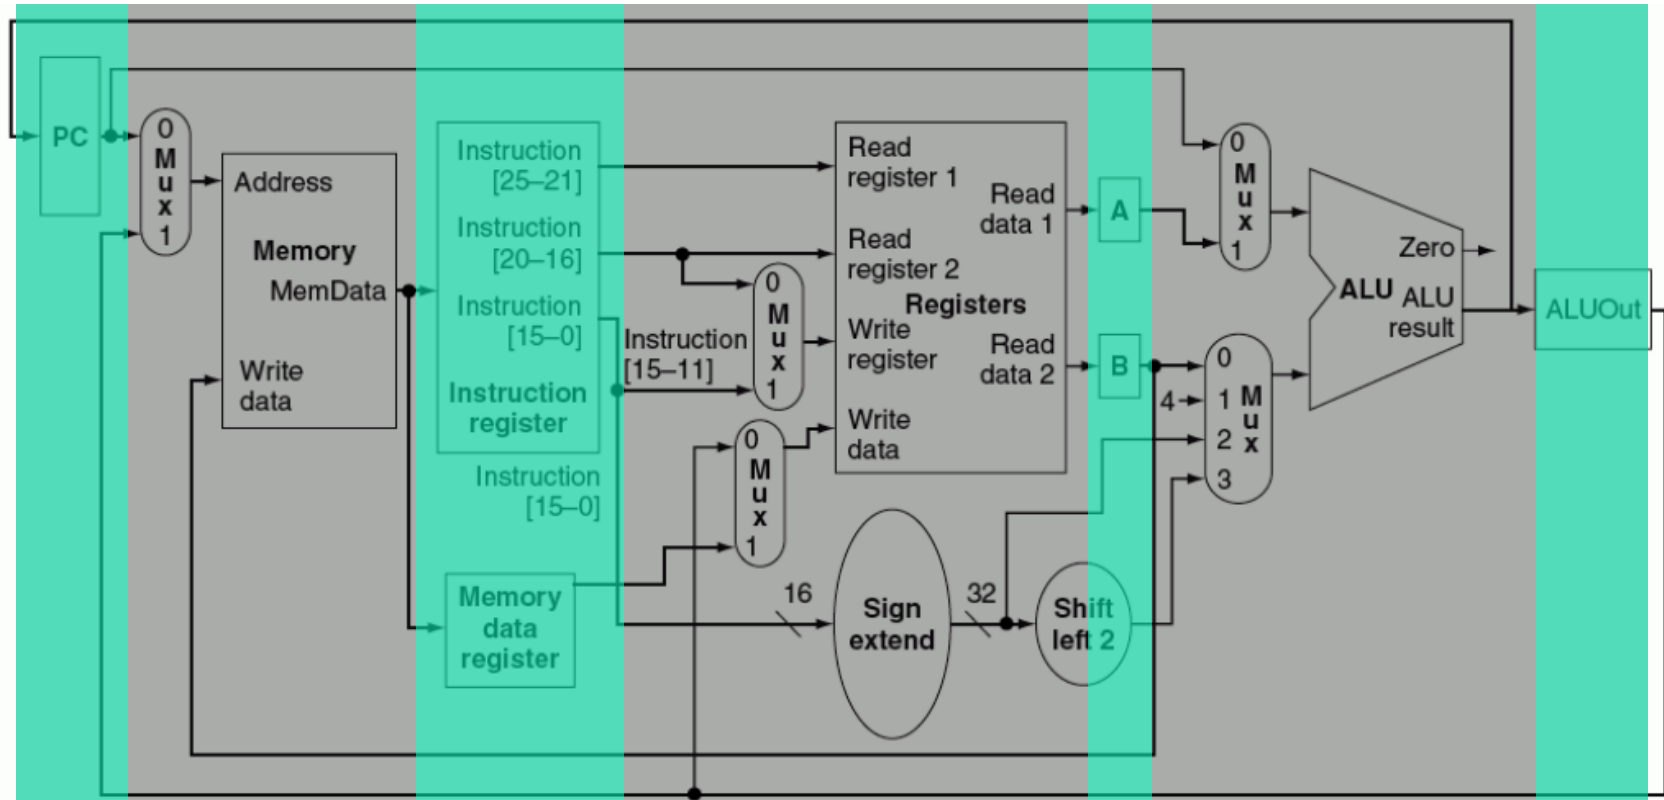 PC
0
M
u
x
1
Address
Memory
MemData
Write
data
Instruction
[25–21]
Instruction
[20–16]
Instruction
[15–0]
Instruction
register
Instruction
[15–0]
Memory
data
register
Instruction
[15–11]
0
M
u
x
1
0
M
u
x
1
16
Read
register 1
Read
data 1
Read
register 2
Registers
Write
register
Read
data 2
Write
data
Sign
extend
32
Shift
left 2
A
B
4
0
M
u
x
1
0
1
2
3
M
u
x
Zero
ALU
ALU
result
ALUOut